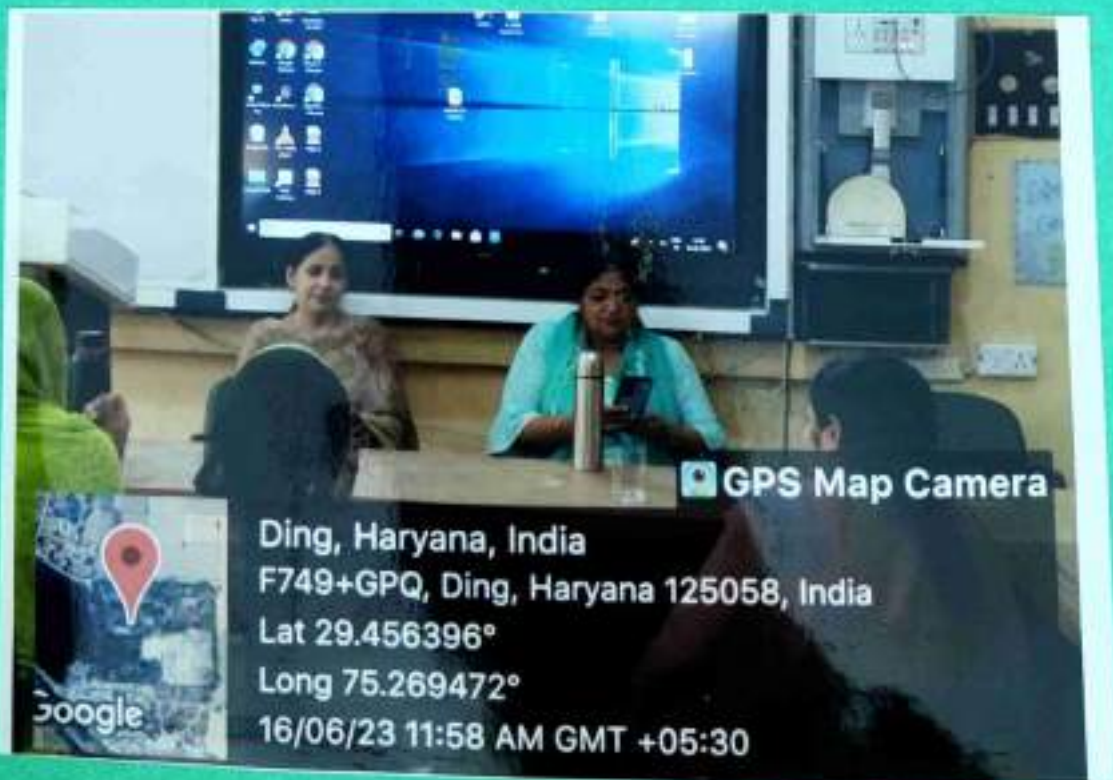 GPS Map Camera
Ding, Haryana, India
F749+GPQ, Ding, Haryana 125058, India
Lat 29.456396°
Long 75.269472°
16/06/23 11:58 AM GMT +05:30
Google